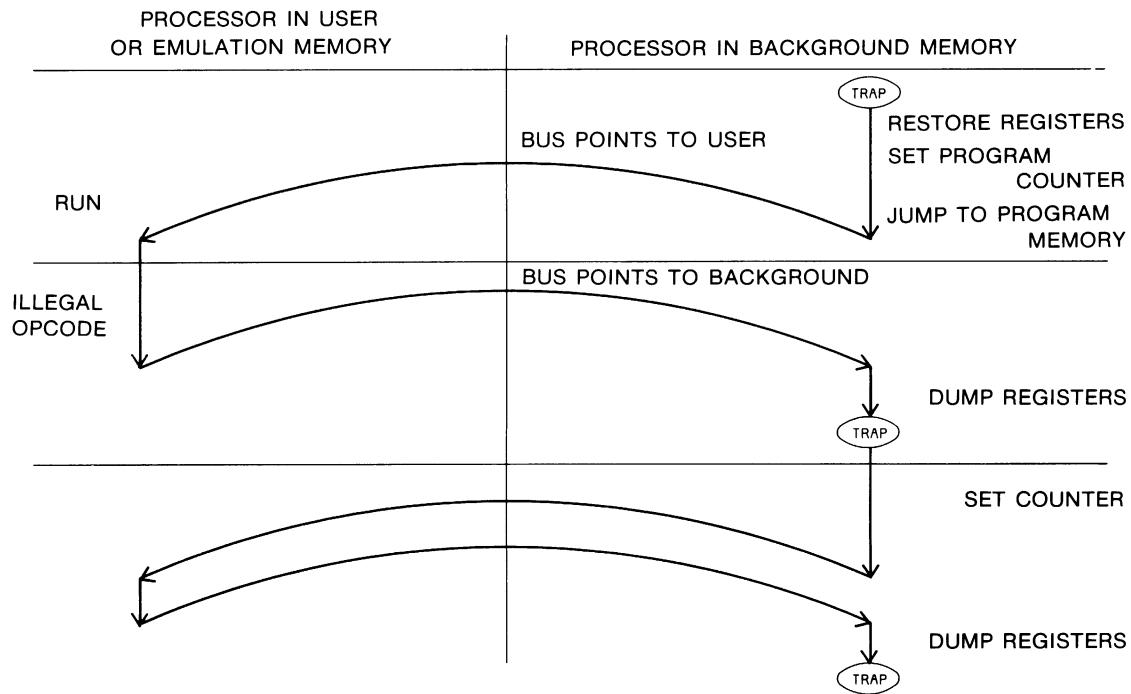 PROCESSOR IN USER
OR EMULATION MEMORY
PROCESSOR IN BACKGROUND MEMORY
TRAP
RESTORE REGISTERS
BUS POINTS TO USER
SET PROGRAM
COUNTER
RUN
JUMP TO PROGRAM
MEMORY
BUS POINTS TO BACKGROUND
ILLEGAL
OPCODE
DUMP REGISTERS
TRAP
SET COUNTER
DUMP REGISTERS
TRAP